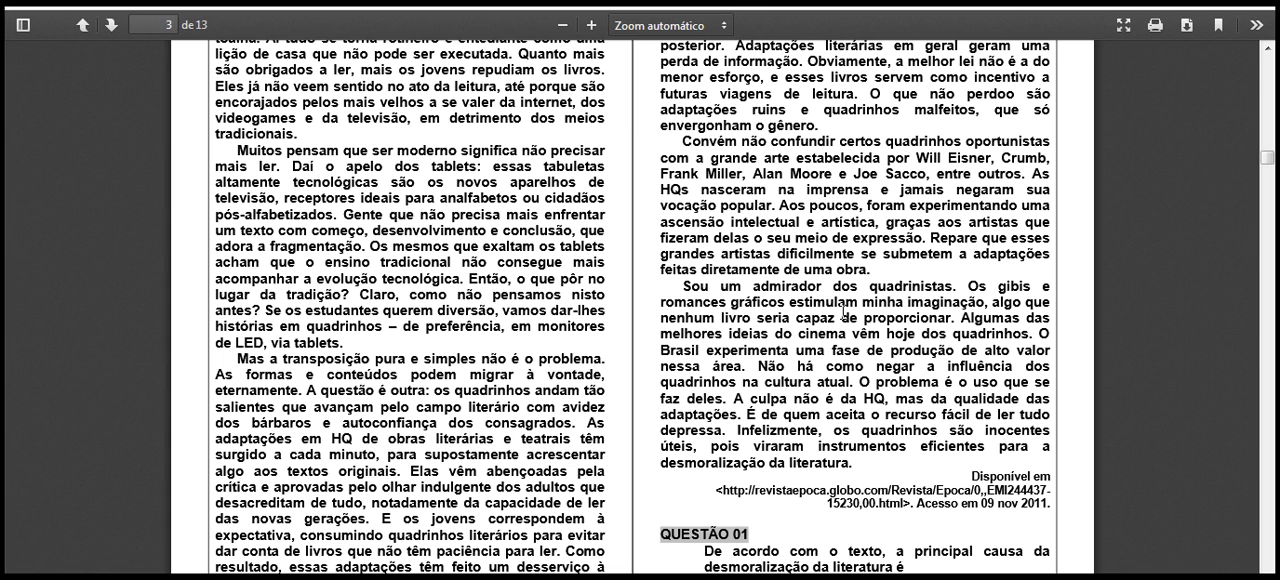 3 de 13 Zoom automático
lição de casa que não pode ser executada. Quanto mais
são obrigados a ler, mais os jovens repudiam os livros.
Eles já não veem sentido no ato da leitura, até porque são
encorajados pelos mais velhos a se valer da internet, dos
videogames e da televisão, em detrimento dos meios
tradicionais.
Muitos pensam que ser moderno significa não precisar
mais ler. Daí o apelo dos tablets: essas tabuletas
altamente tecnológicas são os novos aparelhos de
televisão, receptores ideais para analfabetos ou cidadãos
pós-alfabetizados. Gente que não precisa mais enfrentar
um texto com começo, desenvolvimento e conclusão, que
adora a fragmentação. Os mesmos que exaltam os tablets
acham que o ensino tradicional não consegue mais
acompanhar a evolução tecnológica. Então, o que pôr no
lugar da tradição? Claro, como não pensamos nisto
antes? Se os estudantes querem diversão, vamos dar-lhes
histórias em quadrinhos – de preferência, em monitores
de LED, via tablets.
Mas a transposição pura e simples não é o problema.
As formas e conteúdos podem migrar à vontade,
eternamente. A questão é outra: os quadrinhos andam tão
salientes que avançam pelo campo literário com avidez
dos bárbaros e autoconfiança dos consagrados. As
adaptações em HQ de obras literárias e teatrais têm
surgido a cada minuto, para supostamente acrescentar
algo aos textos originais. Elas vêm abençoadas pela
crítica e aprovadas pelo olhar indulgente dos adultos que
desacreditam de tudo, notadamente da capacidade de ler
das novas gerações. E os jovens correspondem à
expectativa, consumindo quadrinhos literários para evitar
dar conta de livros que não têm paciência para ler. Como
resultado, essas adaptações têm feito um desserviço à
posterior. Adaptações literárias em geral geram uma
perda de informação. Obviamente, a melhor lei não é a do
menor esforço, e esses livros servem como incentivo a
futuras viagens de leitura. O que não perdoo são
adaptações ruins e quadrinhos malfeitos, que só
envergonham o gênero.
Convém não confundir certos quadrinhos oportunistas
com a grande arte estabelecida por Will Eisner, Crumb,
Frank Miller, Alan Moore e Joe Sacco, entre outros. As
HQs nasceram na imprensa e jamais negaram sua
vocação popular. Aos poucos, foram experimentando uma
ascensão intelectual e artística, graças aos artistas que
fizeram delas o seu meio de expressão. Repare que esses
grandes artistas dificilmente se submetem a adaptações
feitas diretamente de uma obra.
Sou um admirador dos quadrinistas. Os gibis e
romances gráficos estimulam minha imaginação, algo que
nenhum livro seria capaz de proporcionar. Algumas das
melhores ideias do cinema vêm hoje dos quadrinhos. O
Brasil experimenta uma fase de produção de alto valor
nessa área. Não há como negar a influência dos
quadrinhos na cultura atual. O problema é o uso que se
faz deles. A culpa não é da HQ, mas da qualidade das
adaptações. É de quem aceita o recurso fácil de ler tudo
depressa. Infelizmente, os quadrinhos são inocentes
úteis, pois viraram instrumentos eficientes para a
desmoralização da literatura.
Disponível em
<http://revistaepoca.globo.com/Revista/Epoca/0,,EMI244437-
15230,00.html>. Acesso em 09 nov 2011.
QUESTÃO 01
De acordo com o texto, a principal causa da
desmoralização da literatura é